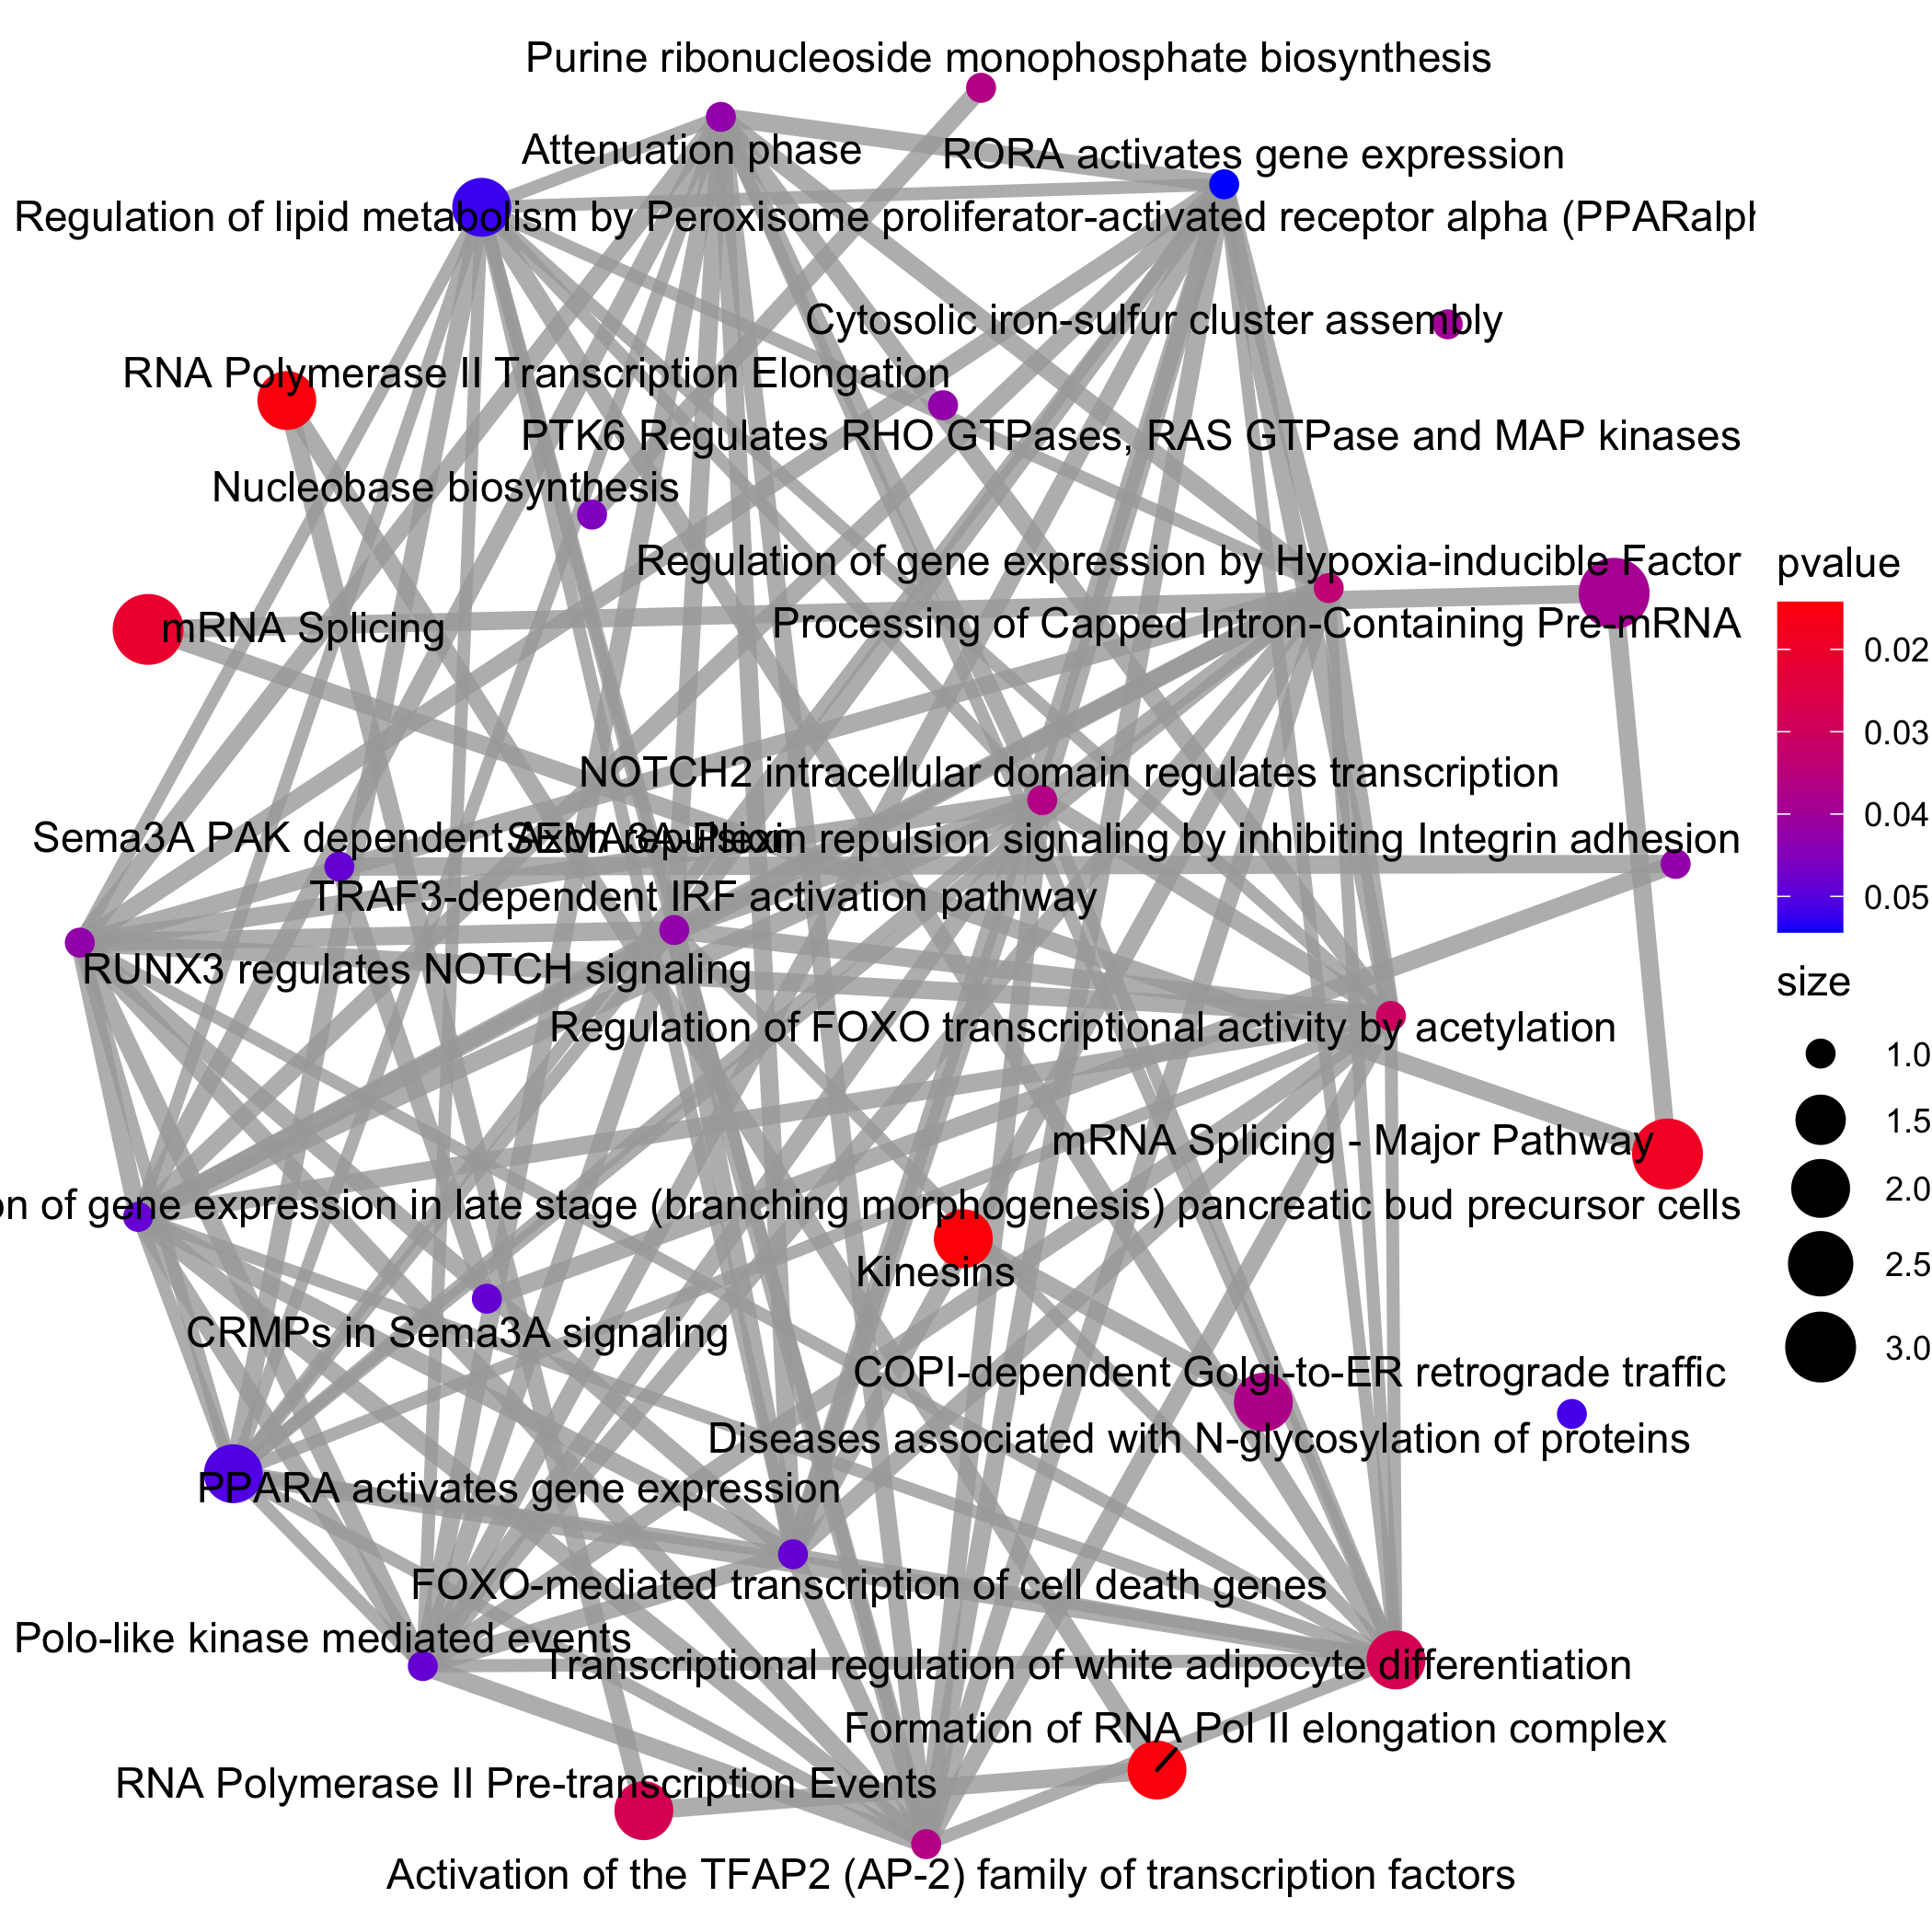 Purine ribonucleoside monophosphate biosynthesis
Attenuation phase
RORA activates gene expression
Regulation of lipid metabolism by Peroxisome proliferator-activated receptor alpha (PPARalph
Cytosolic iron-sulfur cluster assembly
RNA Polymerase II Transcription Elongation
PTK6 Regulates RHO GTPases, RAS GTPase and MAP kinases
Nucleobase biosynthesis
Regulation of gene expression by Hypoxia-inducible Factor
Processing of Capped Intron-Containing Pre-mRNA
mRNA Splicing
NOTCH2 intracellular domain regulates transcription
Sema3A PAK dependent Axon repulsion
SEMA3A-Plexin repulsion signaling by inhibiting Integrin adhesion
TRAF3-dependent IRF activation pathway
RUNX3 regulates NOTCH signaling
Regulation of FOXO transcriptional activity by acetylation
mRNA Splicing - Major Pathway
on of gene expression in late stage (branching morphogenesis) pancreatic bud precursor cells
Kinesins
CRMPs in Sema3A signaling
COPI-dependent Golgi-to-ER retrograde traffic
Diseases associated with N-glycosylation of proteins
PPARA activates gene expression
FOXO-mediated transcription of cell death genes
Polo-like kinase mediated events
Transcriptional regulation of white adipocyte differentiation
Formation of RNA Pol II elongation complex
RNA Polymerase II Pre-transcription Events
Activation of the TFAP2 (AP-2) family of transcription factors
pvalue
0.02
0.03
0.04
0.05
size
1.0
1.5
2.0
2.5
3.0